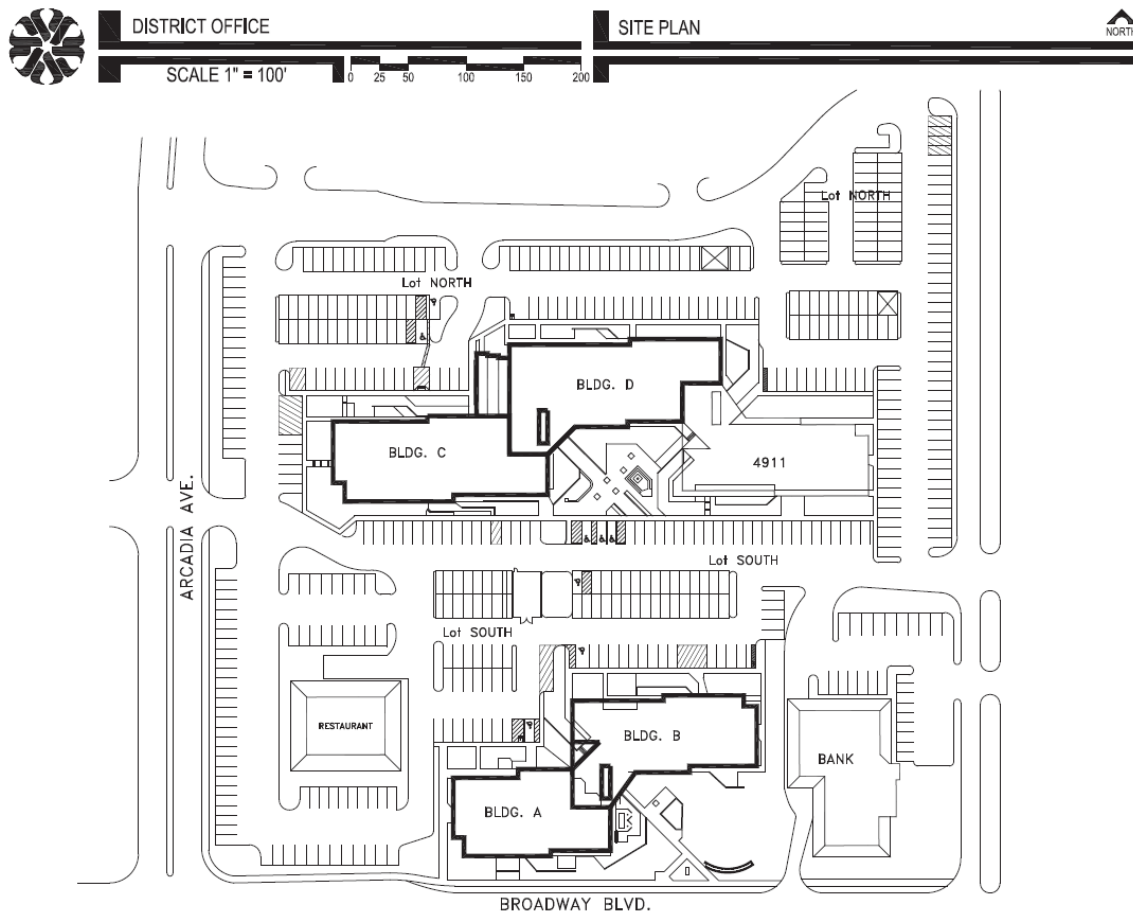 DISTRICT OFFICE
SITE PLAN
NORTH
SCALE 1" = 100'
0 25 50 100 150 200
Lot NORTH
Lot NORTH
BLDG. D
BLDG. C
4911
ARCADIA AVE.
Lot SOUTH
Lot SOUTH
RESTAURANT
BLDG. B
BANK
BLDG. A
BROADWAY BLVD.